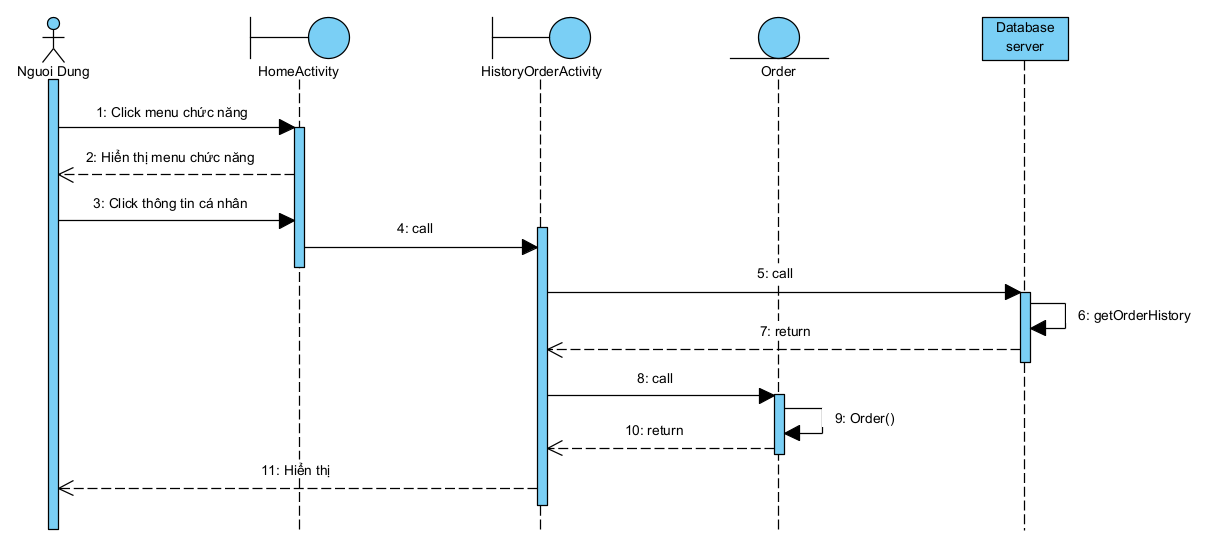 Database
server
Nguoi Dung
HomeActivity
HistoryOrderActivity
Order
1: Click menu chức năng
2: Hiển thị menu chức năng
3: Click thông tin cá nhân
4: call
5: call
6: getOrderHistory
7: return
8: call
9: Order()
10: return
11: Hiển thị